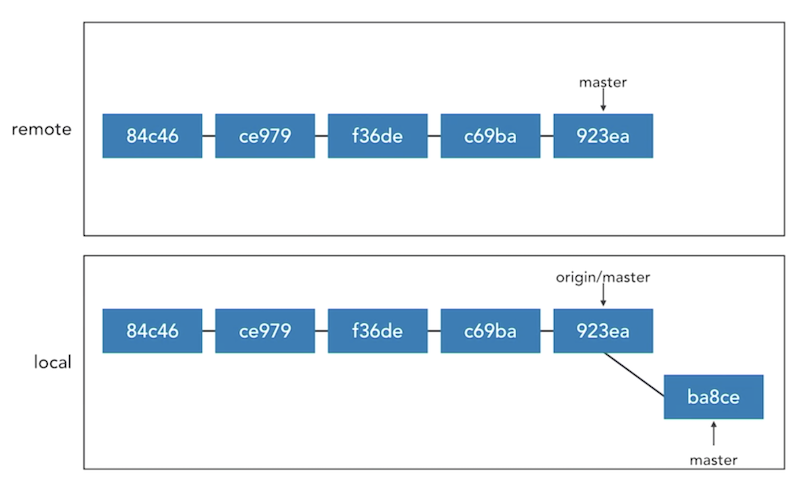 master
remote
84c46
ce979
f36de
c69ba
923ea
origin/master
84c46
ce979
f36de
c69ba
923ea
local
ba8ce
master